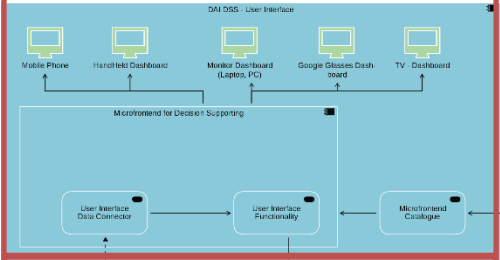 DAI DSS - User Interface
Mobile Phone
HandHeld Dashboard
Monitor Dashboard
(Laptop, PC)
Google Glasses Dash-
board
TV - Dashboard
Microfrontend for Decision Supporting
User Interface
Data Connector
User Interface
Functionality
Microfrontend
Catalogue